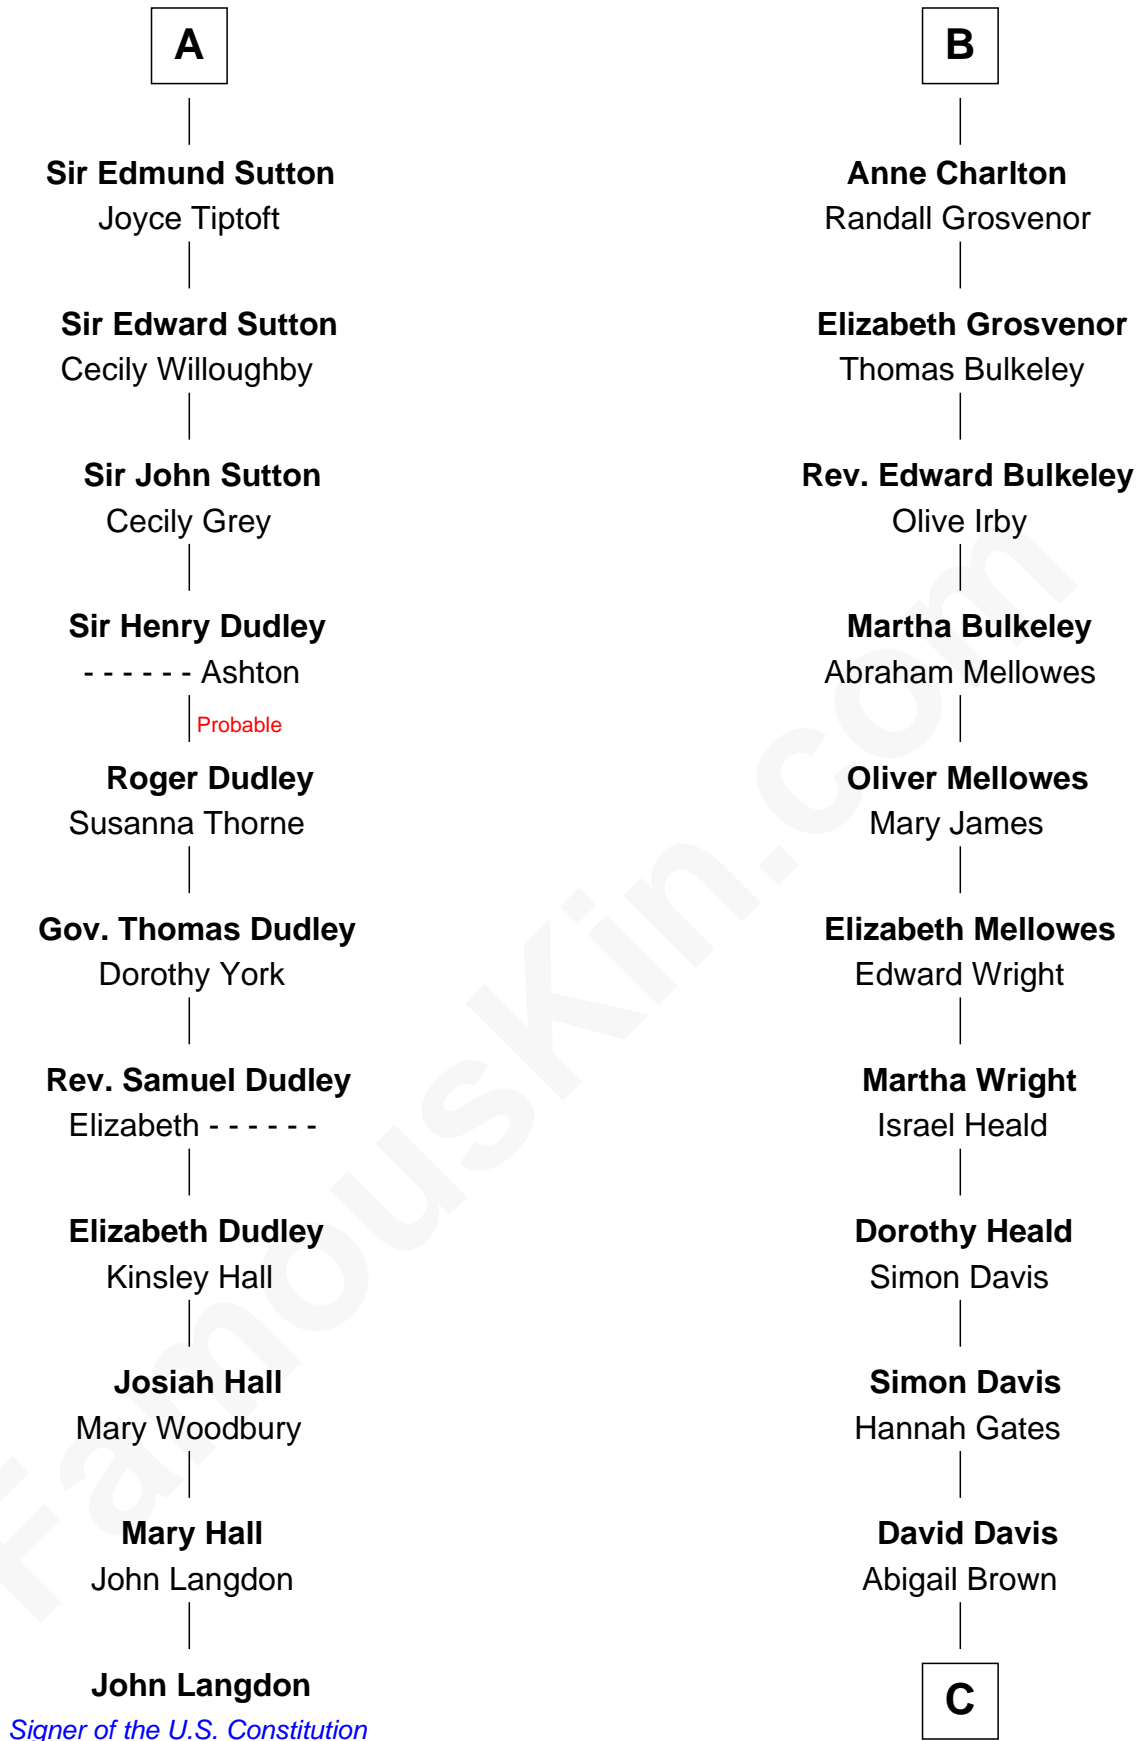 A
Sir Edmund Sutton
Joyce Tiptoft
Sir Edward Sutton
Cecily Willoughby
Sir John Sutton
Cecily Grey
Sir Henry Dudley
- - - - - - Ashton
Probable
Roger Dudley
Susanna Thorne
Gov. Thomas Dudley
Dorothy York
Rev. Samuel Dudley
Elizabeth - - - - - -
Elizabeth Dudley
Kinsley Hall
Josiah Hall
Mary Woodbury
Mary Hall
John Langdon
John Langdon
Signer of the U.S. Constitution
B
Anne Charlton
Randall Grosvenor
Elizabeth Grosvenor
Thomas Bulkeley
Rev. Edward Bulkeley
Olive Irby
Martha Bulkeley
Abraham Mellowes
Oliver Mellowes
Mary James
Elizabeth Mellowes
Edward Wright
Martha Wright
Israel Heald
Dorothy Heald
Simon Davis
Simon Davis
Hannah Gates
David Davis
Abigail Brown
C
FamousKin.com